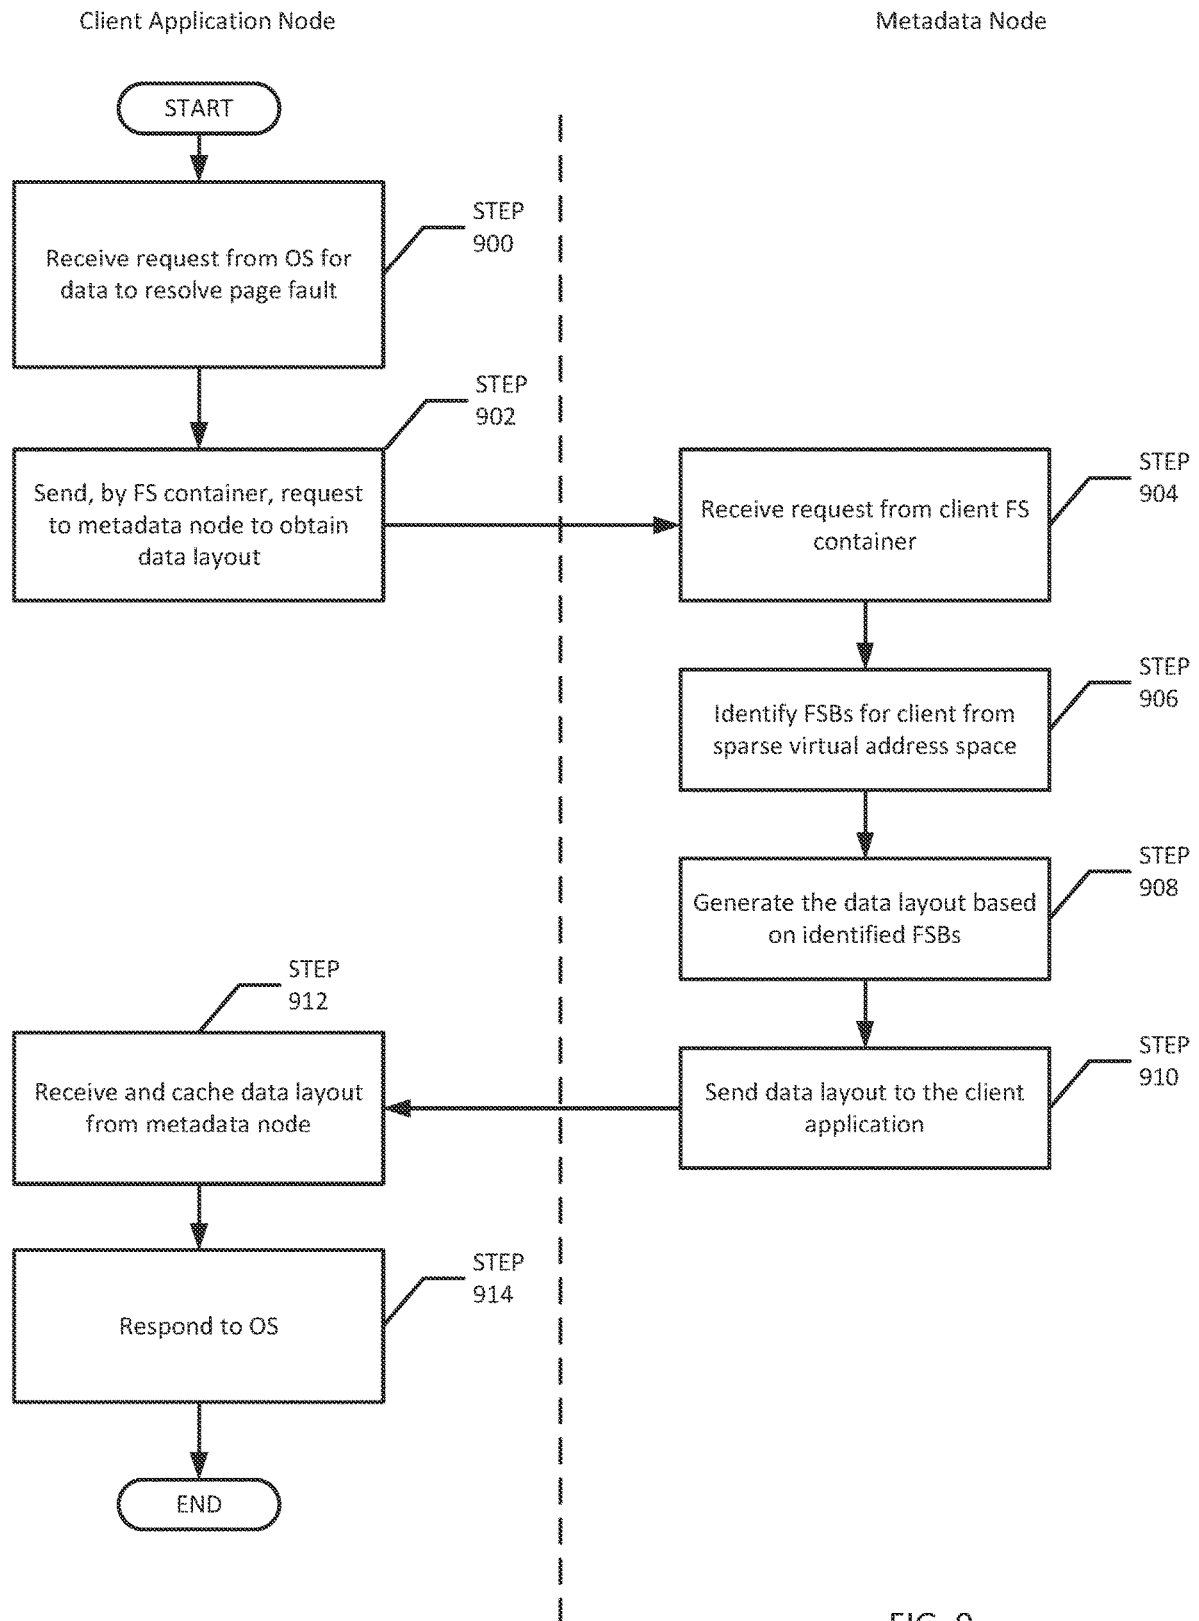 Client Application Node
Metadata Node
START
STEP
900
Receive request from OS for
data to resolve page fault
STEP
902
Send, by FS container, request
to metadata node to obtain
data layout
STEP
904
Receive request from client FS
container
STEP
906
Identify FSBs for client from
sparse virtual address space
STEP
908
Generate the data layout based
on identified FSBs
STEP
910
Send data layout to the client
application
STEP
912
Receive and cache data layout
from metadata node
STEP
914
Respond to OS
END
FIG. 9